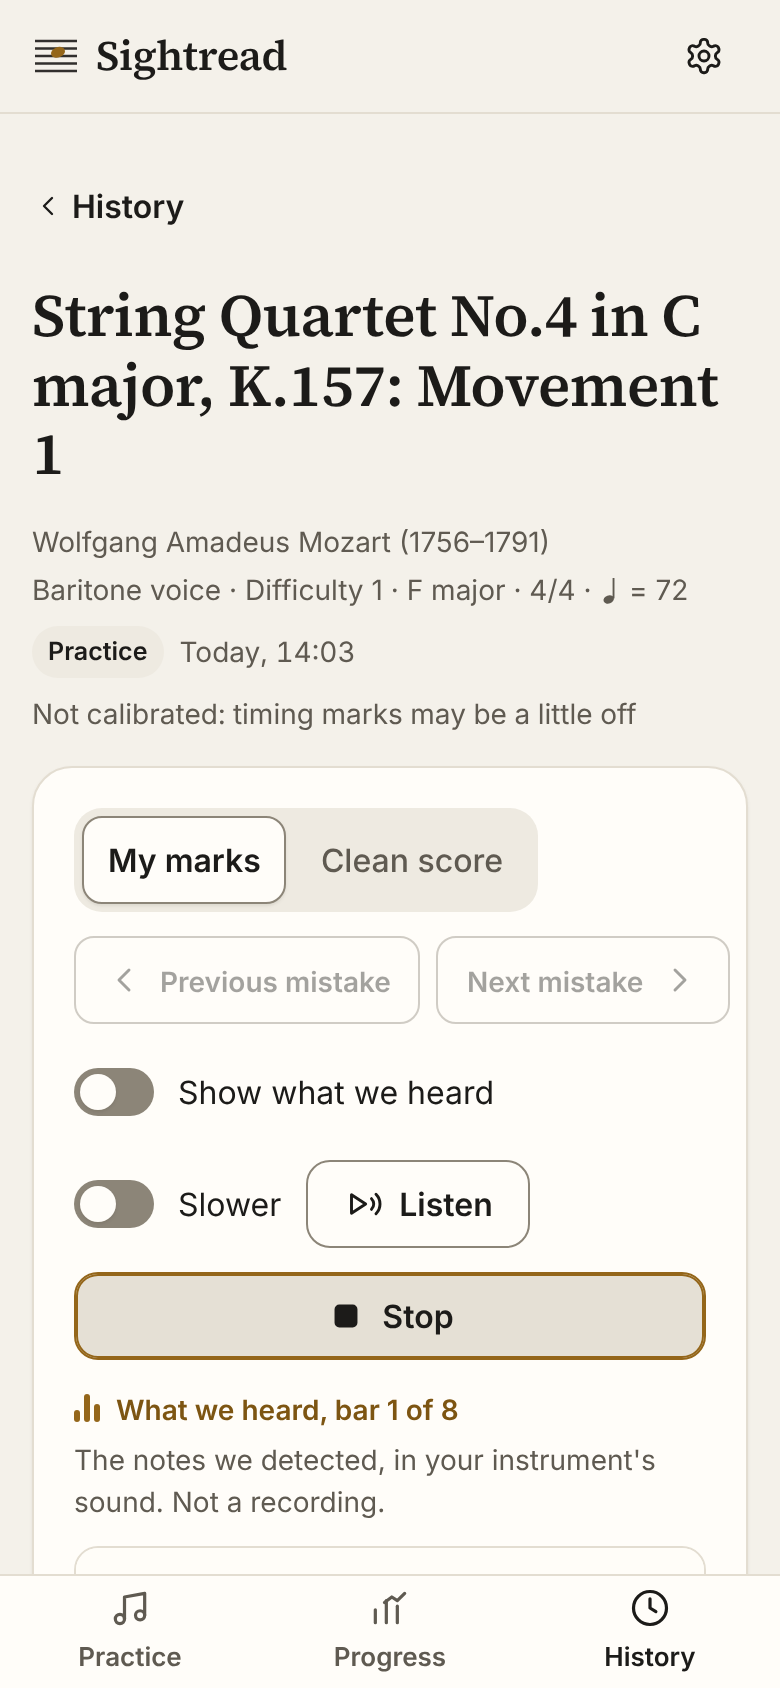 Sightread
History
String Quartet No.4 in C
major, K.157: Movement
1
Wolfgang Amadeus Mozart (1756–1791)
Baritone voice · Difficulty 1 · F major · 4/4 · ♩ = 72
Practice Today, 14:03
Not calibrated: timing marks may be a little off
My marks Clean score
Previous mistake Next mistake
Show what we heard
Slower Listen
Stop
What we heard, bar 1 of 8
The notes we detected, in your instrument's
sound. Not a recording.
Practice Progress History